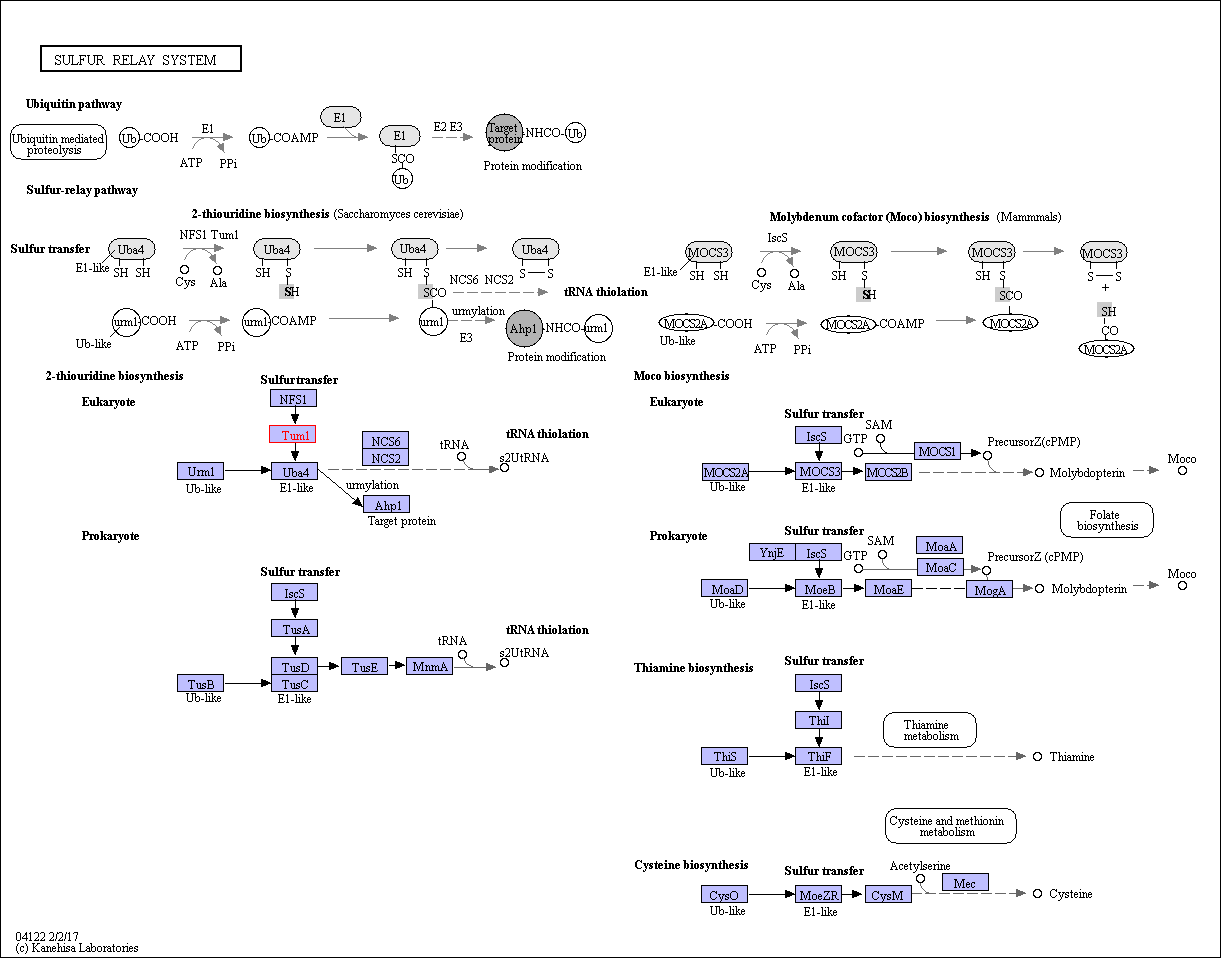 SULFUR RELAY SYSTEM
Ubiquitin pathway
Ubiquitin mediated
proteolysis
Ub
-COOH
E1
ATP
PPi
Ub
-COAMP
E1
E1
SCO
Ub
E2 E3
Target
protein
-NHCO-
Ub
Protein modification
Sulfur-relay pathway
2-thiouridine biosynthesis (Saccharomyces cerevisiae)
Sulfur transfer
Uba4
E1-like
SH SH
NFS1 Tum1
Cys
Ala
Uba4
SH S
SH
Uba4
SH S
SCO
urm1
NCS6 NCS2
tRNA thiolation
Uba4
S S
urm1
-COOH
Ub-like
ATP
PPi
urm1
-COAMP
urmylation
E3
Ahp1
-NHCO-
urm1
Protein modification
Molybdenum cofactor (Moco) biosynthesis (Mammmals)
MOCS3
E1-like
SH SH
IscS
Cys
Ala
MOCS3
SH S
SH
MOCS3
SH S
SCO
MOCS2A
MOCS3
S S
+
SH
CO
MOCS2A
MOCS2A
-COOH
Ub-like
ATP
PPi
MOCS2A
-COAMP
2-thiouridine biosynthesis
Eukaryote
Sulfur transfer
NFS1
Tum1
Urm1
Ub-like
Uba4
E1-like
NCS6
NCS2
tRNA
s2UtRNA
tRNA thiolation
urmylation
Ahp1
Target protein
Prokaryote
Sulfur transfer
IscS
TusA
TusD
TusC
E1-like
TusB
Ub-like
TusE
MnmA
tRNA
s2UtRNA
tRNA thiolation
Moco biosynthesis
Eukaryote
Sulfur transfer
IscS
GTP
SAM
MOCS1
PrecursorZ(cPMP)
MOCS2A
Ub-like
MOCS3
E1-like
MOCS2B
Molybdopterin
Moco
Folate
biosynthesis
Prokaryote
Sulfur transfer
YnjE
IscS
GTP
SAM
MoaA
MoaC
PrecursorZ (cPMP)
MoaD
Ub-like
MoeB
E1-like
MoaE
MogA
Molybdopterin
Moco
Thiamine biosynthesis
Sulfur transfer
IscS
ThiI
ThiS
Ub-like
ThiF
E1-like
Thiamine
metabolism
Thiamine
Cysteine and methionin
metabolism
Cysteine biosynthesis
Sulfur transfer
CysO
Ub-like
MoeZR
E1-like
CysM
Acetylserine
Mec
Cysteine
04122 2/2/17
(c) Kanehisa Laboratories